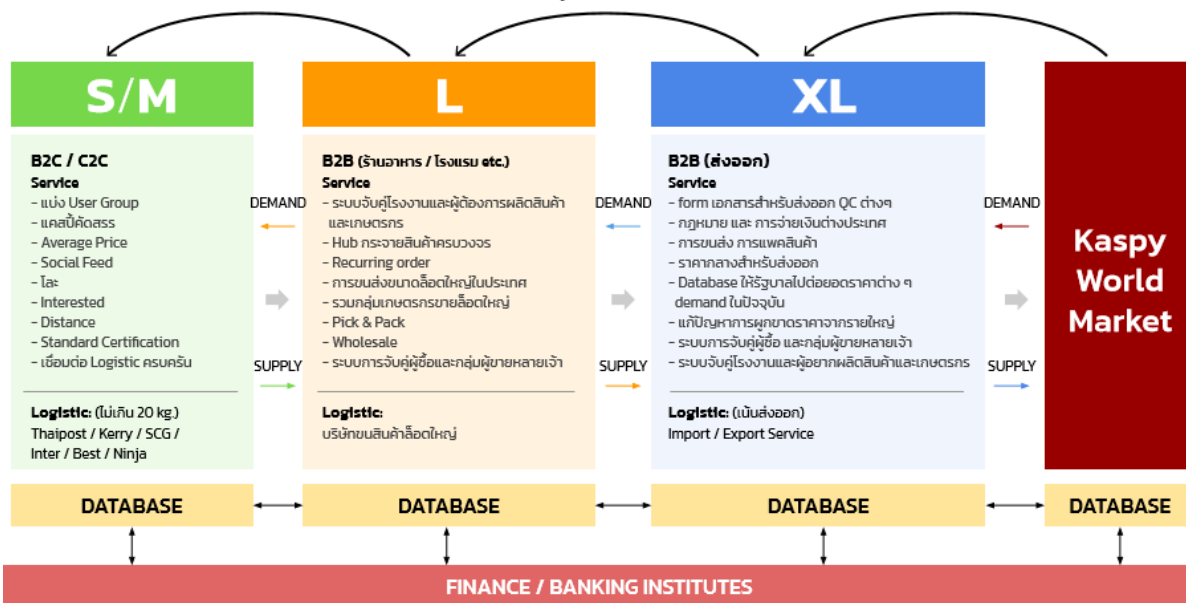 S/M
B2C / C2C
Service
- แบ่ง User Group
- แคสปี้คัดสรร
- Average Price
- Social Feed
- โละ
- Interested
- Distance
- Standard Certification
- เชื่อมต่อ Logistic ครบครัน
Logistic: (ไม่เกิน 20 kg.)
Thaipost / Kerry / SCG /
Inter / Best / Ninja
DEMAND
SUPPLY
L
B2B (ร้านอาหาร / โรงแรม etc.)
Service
- ระบบจับคู่โรงงานและผู้ต้องการผลิตสินค้า
และเกษตรกร
- Hub กระจายสินค้าครบวงจร
- Recurring order
- การขนส่งขนาดล็อตใหญ่ในประเทศ
- รวมกลุ่มเกษตรกรขายล็อตใหญ่
- Pick & Pack
- Wholesale
- ระบบการจับคู่ผู้ซื้อและกลุ่มผู้ขายหลายเจ้า
Logistic:
บริษัทขนสินค้าล็อตใหญ่
DEMAND
SUPPLY
XL
B2B (ส่งออก)
Service
- form เอกสารสำหรับส่งออก QC ต่างๆ
- กฎหมาย และ การจ่ายเงินต่างประเทศ
- การขนส่ง การแพคสินค้า
- ราคากลางสำหรับส่งออก
- Database ให้รัฐบาลไปต่อยอดราคาต่าง ๆ
demand ในปัจจุบัน
- แก้ปัญหาการผูกขาดราคาจากรายใหญ่
- ระบบการจับคู่ผู้ซื้อ และกลุ่มผู้ขายหลายเจ้า
- ระบบจับคู่โรงงานและผู้อยากผลิตสินค้าและเกษตรกร
Logistic: (เน้นส่งออก)
Import / Export Service
DEMAND
SUPPLY
Kaspy
World
Market
DATABASE
DATABASE
DATABASE
DATABASE
FINANCE / BANKING INSTITUTES